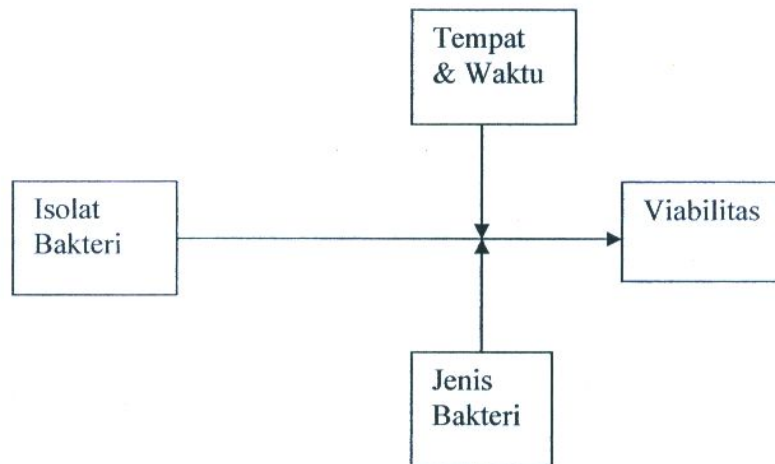 Tempat
& Waktu
Isolat
Bakteri
Viabilitas
Jenis
Bakteri